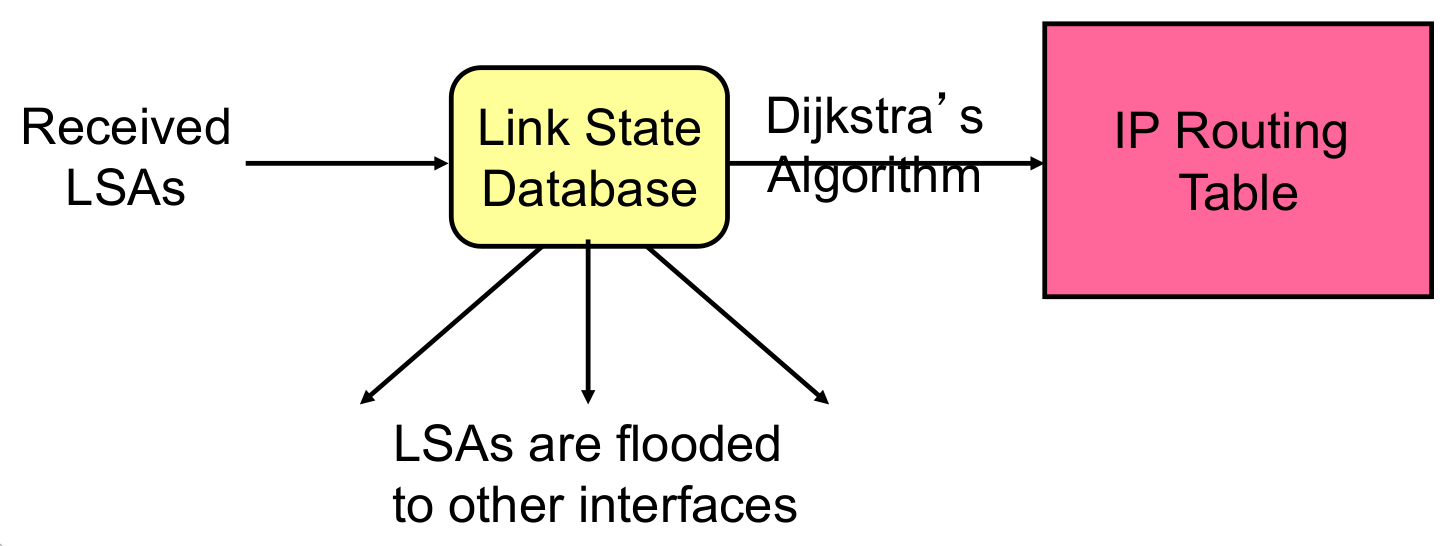 Received
LSAs
Link State
Database
Dijkstra’s
Algorithm
IP Routing
Table
LSAs are flooded
to other interfaces